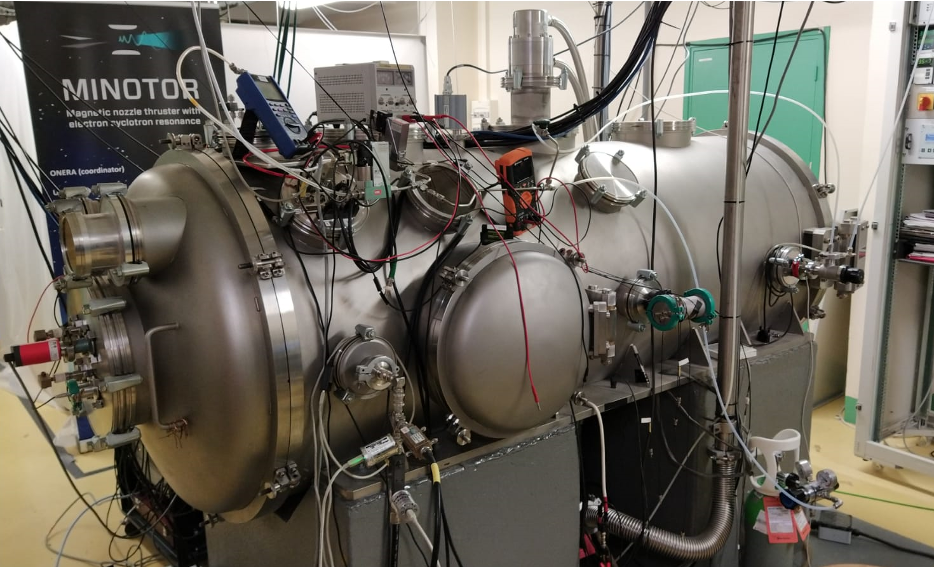 MINOTOR
Magnetic nozzle thruster with
electron cyclotron resonance
ONERA (coordinator)